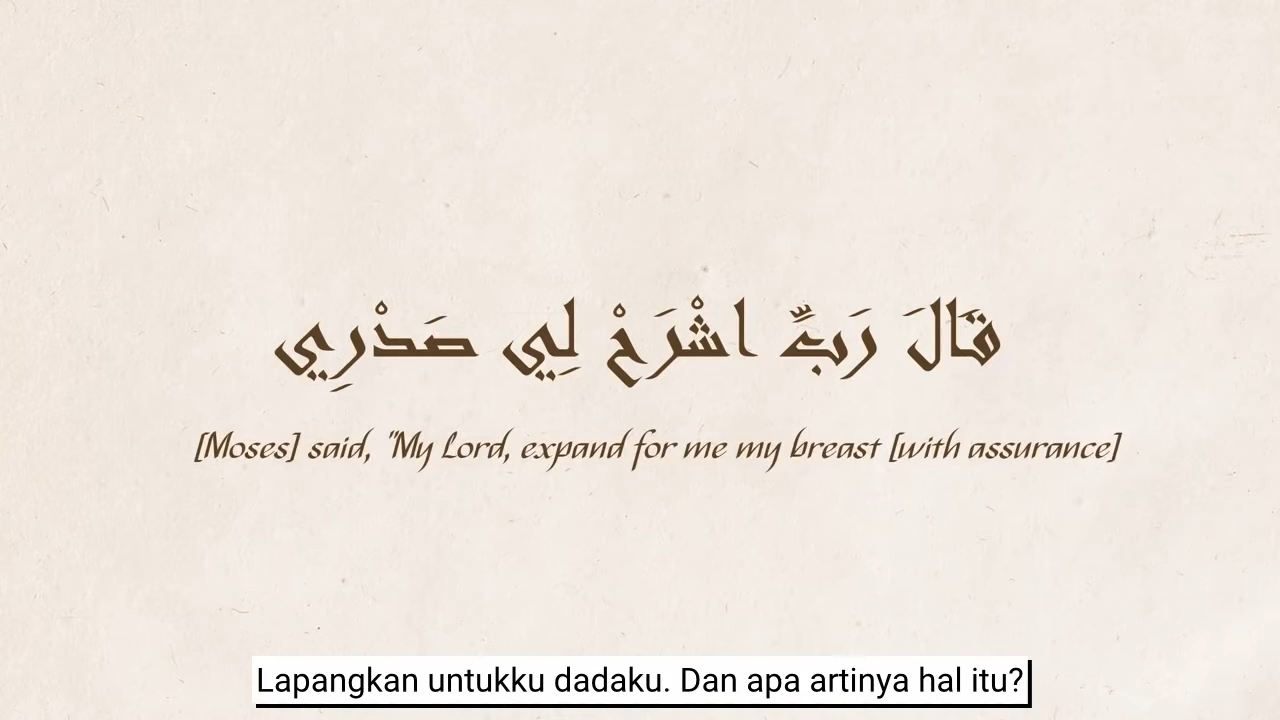 قَالَ رَبِّ اشْرَحْ لِي صَدْرِي
[Moses] said, "My Lord, expand for me my breast [with assurance]
Lapangkan untukku dadaku. Dan apa artinya hal itu?